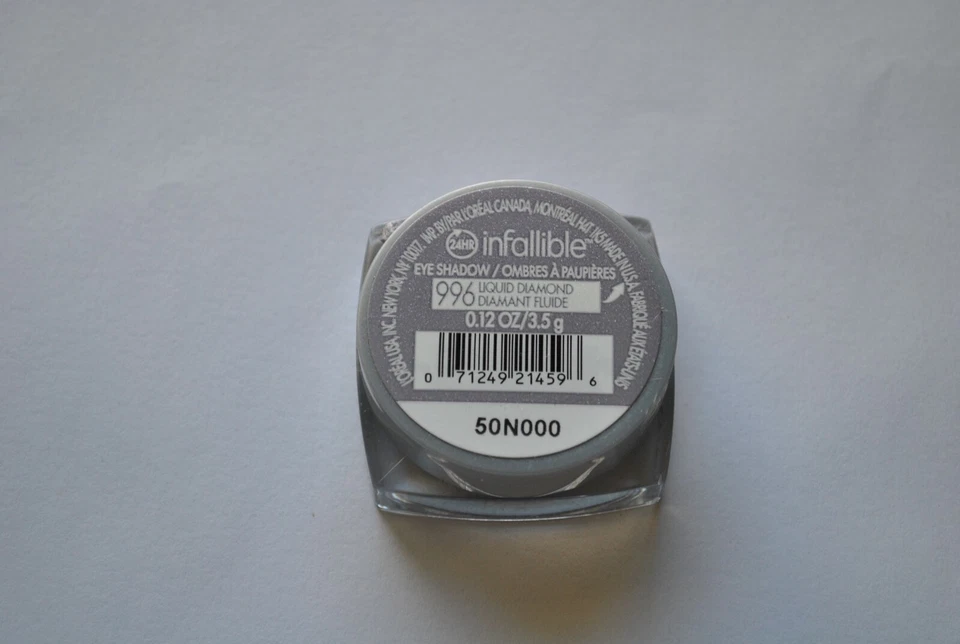 L'ORÉAL USA, INC. NEW YORK, NY 10017. IMP. BY/PAR L'ORÉAL CANADA, MONTRÉAL H4T 1K5 MADE IN U.S.A. FABRIQUÉ AUX ÉTATS-UNIS
24HR infallible™
EYE SHADOW / OMBRES À PAUPIÈRES
996 LIQUID DIAMOND
DIAMANT FLUIDE
0.12 OZ/3.5 g
0 71249 21459 6
50N000